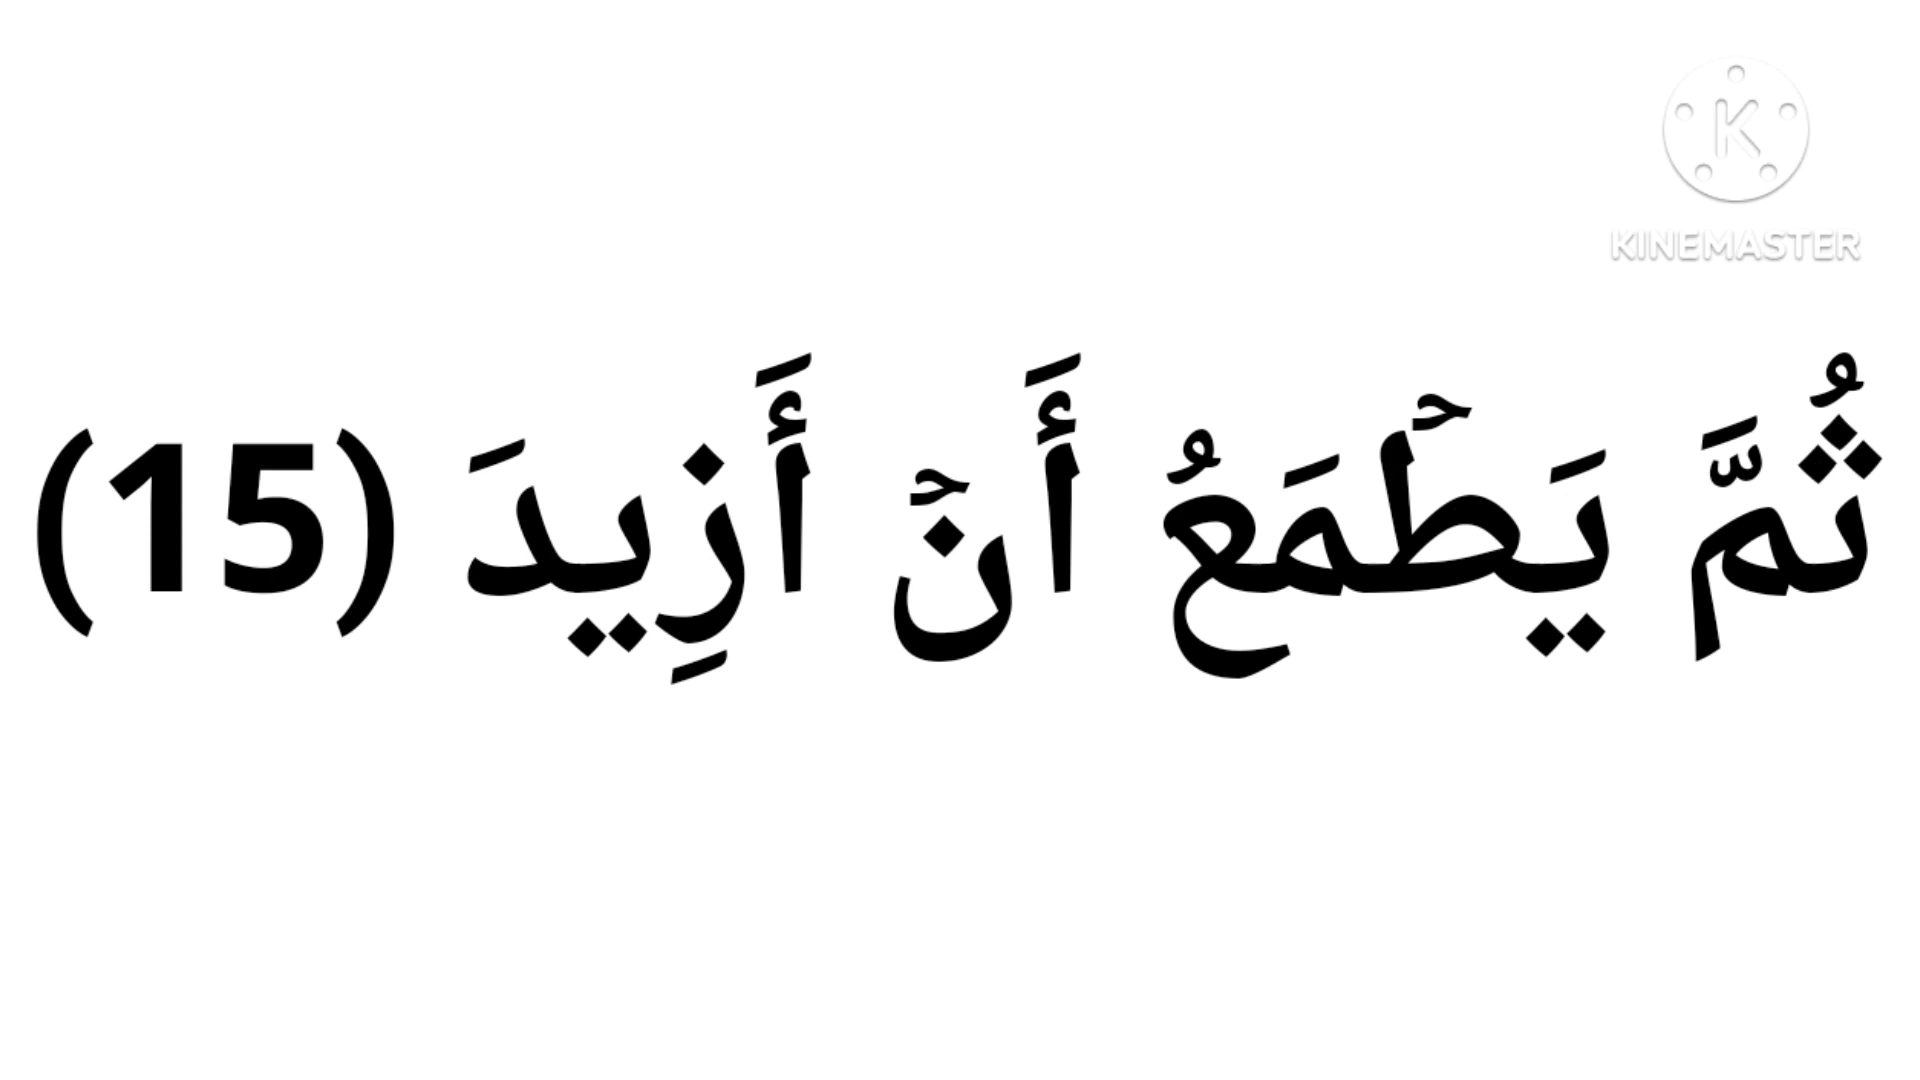 KINEMASTER
ثُمَّ يَطۡمَعُ أَنۡ أَزِيدَ (15)